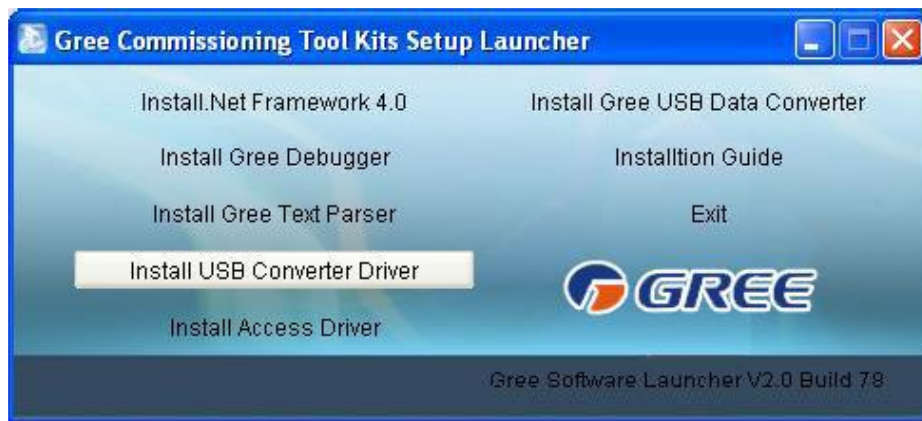 Gree Commissioning Tool Kits Setup Launcher
Install.Net Framework 4.0
Install Gree USB Data Converter
Install Gree Debugger
Installtion Guide
Install Gree Text Parser
Exit
Install USB Converter Driver
GREE
Install Access Driver
Gree Software Launcher V2.0 Build 78